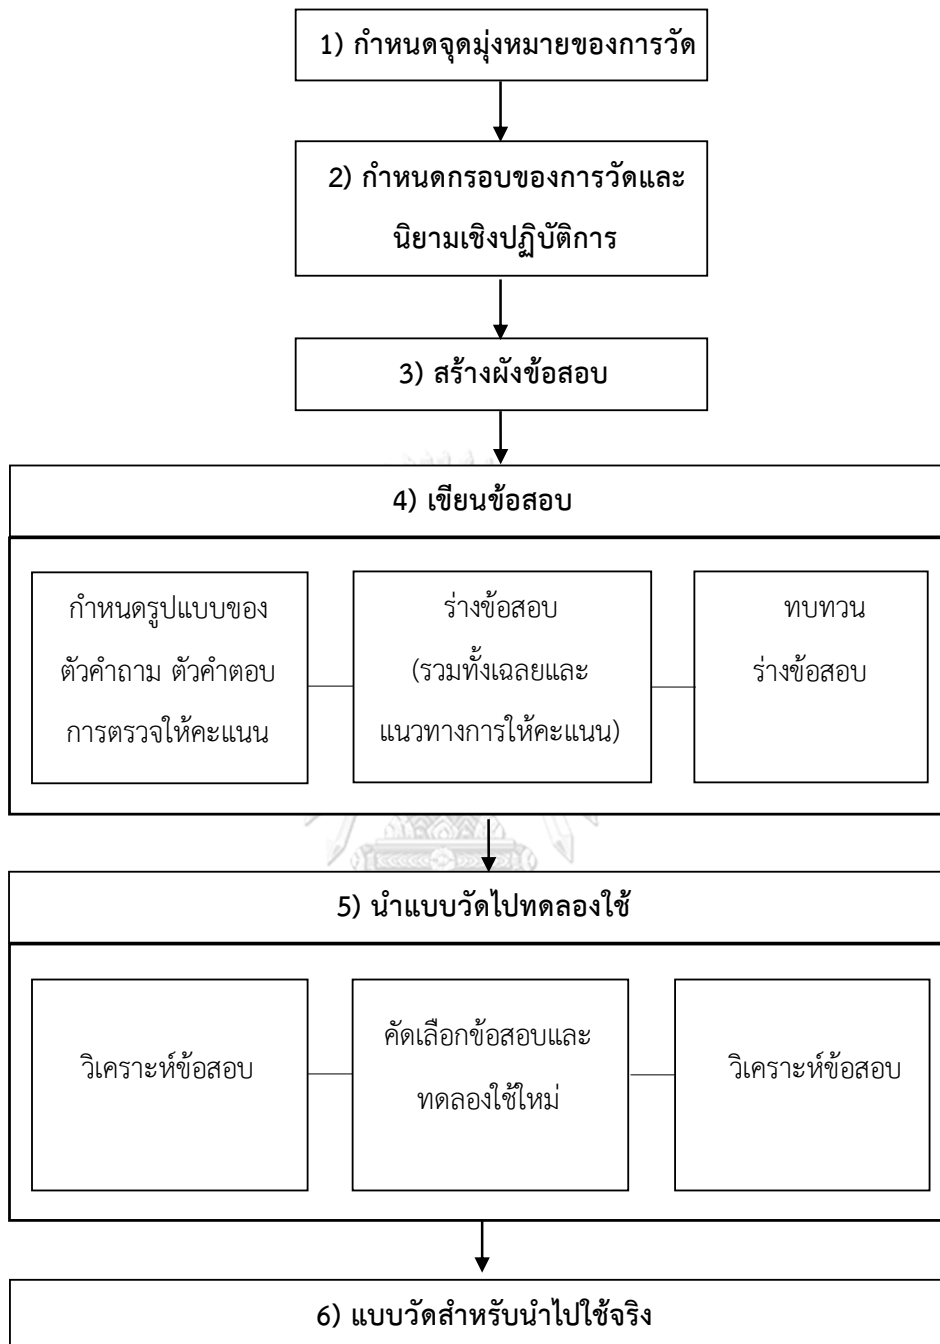 1) กำหนดจุดมุ่งหมายของการวัด
2) กำหนดกรอบของการวัดและ
นิยามเชิงปฏิบัติการ
3) สร้างผังข้อสอบ
4) เขียนข้อสอบ
กำหนดรูปแบบของ
ตัวคำถาม ตัวคำตอบ
การตรวจให้คะแนน
ร่างข้อสอบ
(รวมทั้งเฉลยและ
แนวทางการให้คะแนน)
ทบทวน
ร่างข้อสอบ
5) นำแบบวัดไปทดลองใช้
วิเคราะห์ข้อสอบ
คัดเลือกข้อสอบและ
ทดลองใช้ใหม่
วิเคราะห์ข้อสอบ
6) แบบวัดสำหรับนำไปใช้จริง